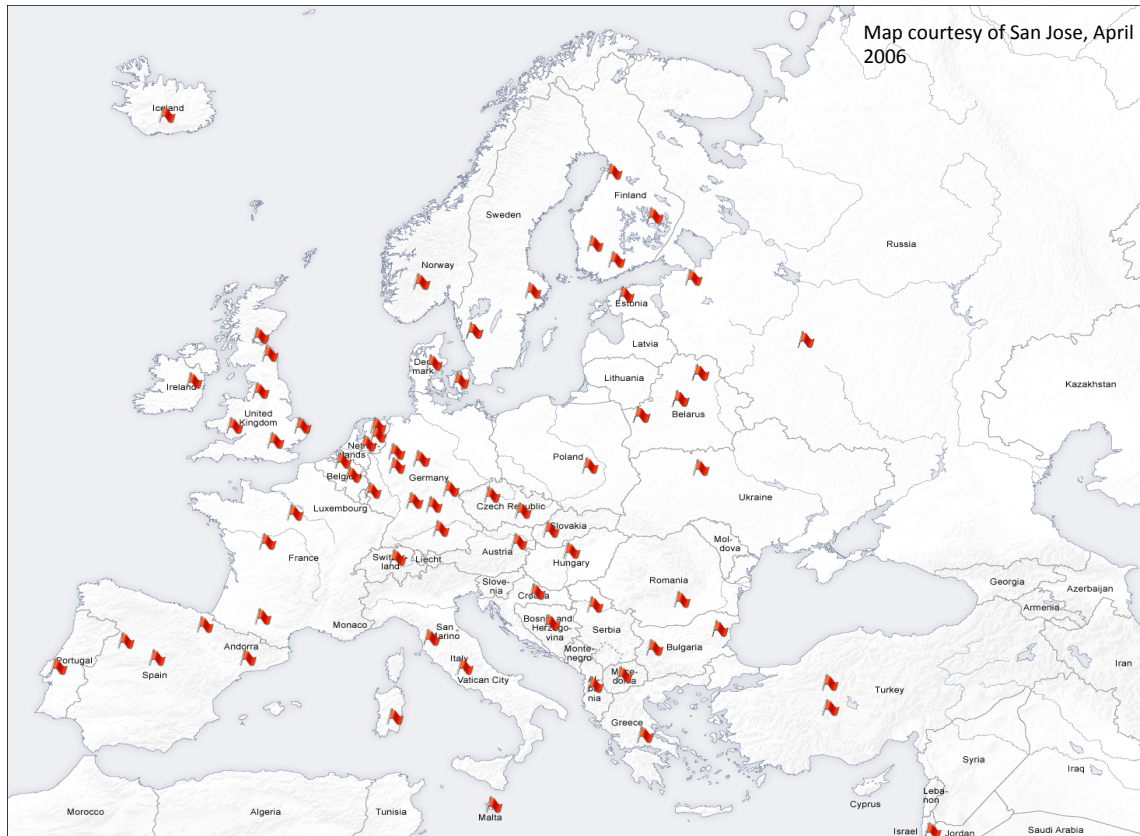 Map courtesy of San Jose, April
2006
Iceland
Finland
Sweden
Russia
Norway
Estonia
Latvia
Den
mark
Lithuania
Ireland
Kazakhstan
United
Kingdom
Belarus
Net
lands
Poland
Belgium
Germany
Ukraine
Luxembourg
Czech Republic
Slovakia
Mol-
dova
France
Switzer
land
Liecht
Austria
Hungary
Slove-
nia
Romania
Georgia
Croatia
Azerbaijan
Armenia
Monaco
San
Marino
Bosnia and
Herzego-
vina
Serbia
Andorra
Monte-
negro
Bulgaria
Portugal
Spain
Italy
Vatican City
Mace-
donia
Iran
Turkey
nia
Greece
Syria
Iraq
Cyprus
Leba-
non
Morocco
Algeria
Tunisia
Malta
Israel
Jordan
Saudi Arabia